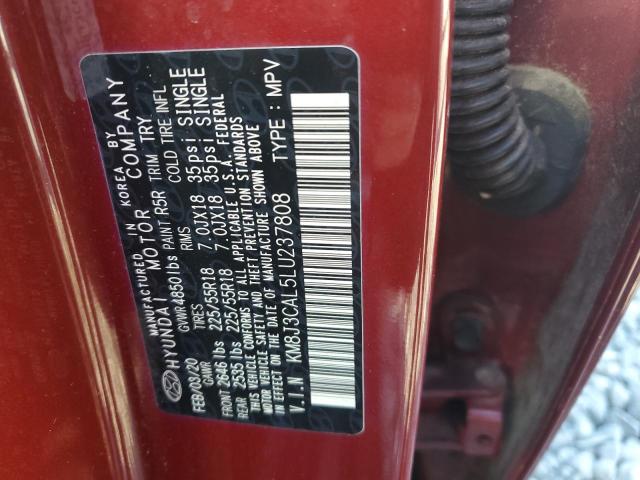 MANUFACTURED IN KOREA BY
HYUNDAI MOTOR COMPANY
FEB/03/20 GVWR 4850 lbs PAINT R5R TRIM TRY
GAWR TIRES RIMS COLD TIRE INFL
FRONT 2646 lbs 225/55R18 7.0JX18 35psi SINGLE
REAR 2535 lbs 225/55R18 7.0JX18 35psi SINGLE
THIS VEHICLE CONFORMS TO ALL APPLICABLE U.S.A. FEDERAL
MOTOR VEHICLE SAFETY AND THEFT PREVENTION STANDARDS
IN EFFECT ON THE DATE OF MANUFACTURE SHOWN ABOVE
V.I.N KM8J3CAL5LU237808 TYPE : MPV